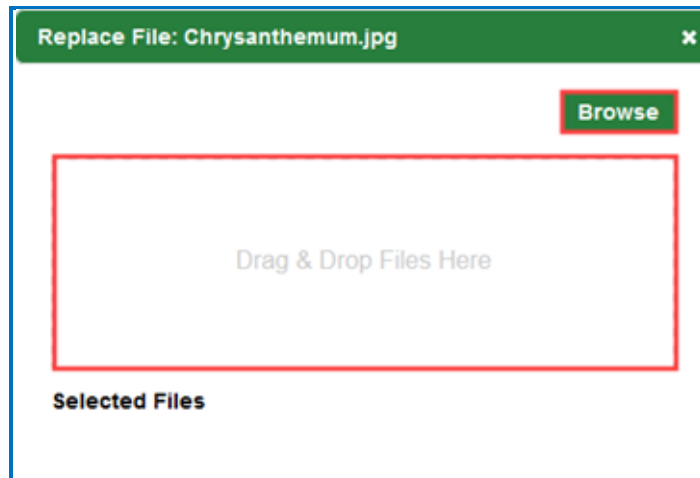 Replace File: Chrysanthemum.jpg
Browse
Drag & Drop Files Here
Selected Files